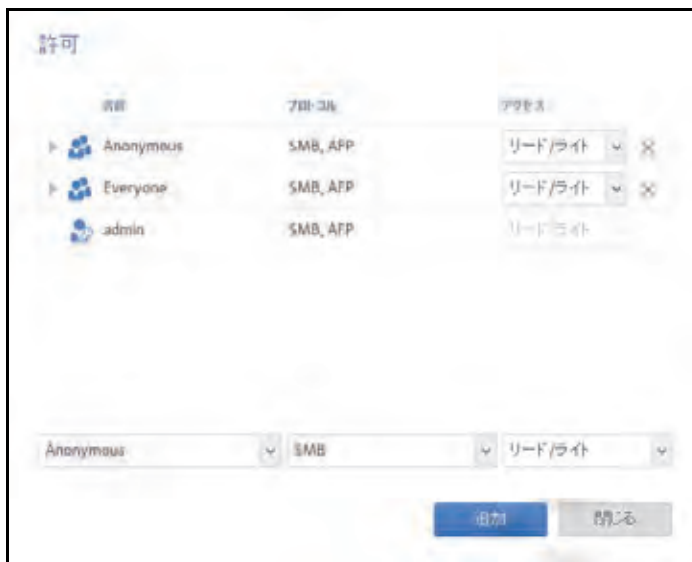 許可
名前 プロトコル アクセス
Anonymous SMB, AFP リード/ライト
Everyone SMB, AFP リード/ライト
admin SMB, AFP リード/ライト
Anonymous SMB リード/ライト
追加 閉じる